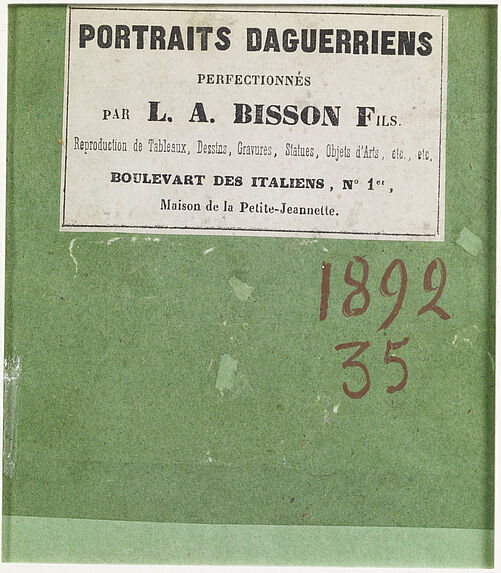 PORTRAITS DAGUERRIENS
PERFECTIONNÉS
PAR L. A. BISSON FILS.
Reproduction de Tableaux, Dessins, Gravures, Statues, Objets d'Arts, etc., etc,
BOULEVART DES ITALIENS, Nº 1er,
Maison de la Petite-Jeannette.
1892
35